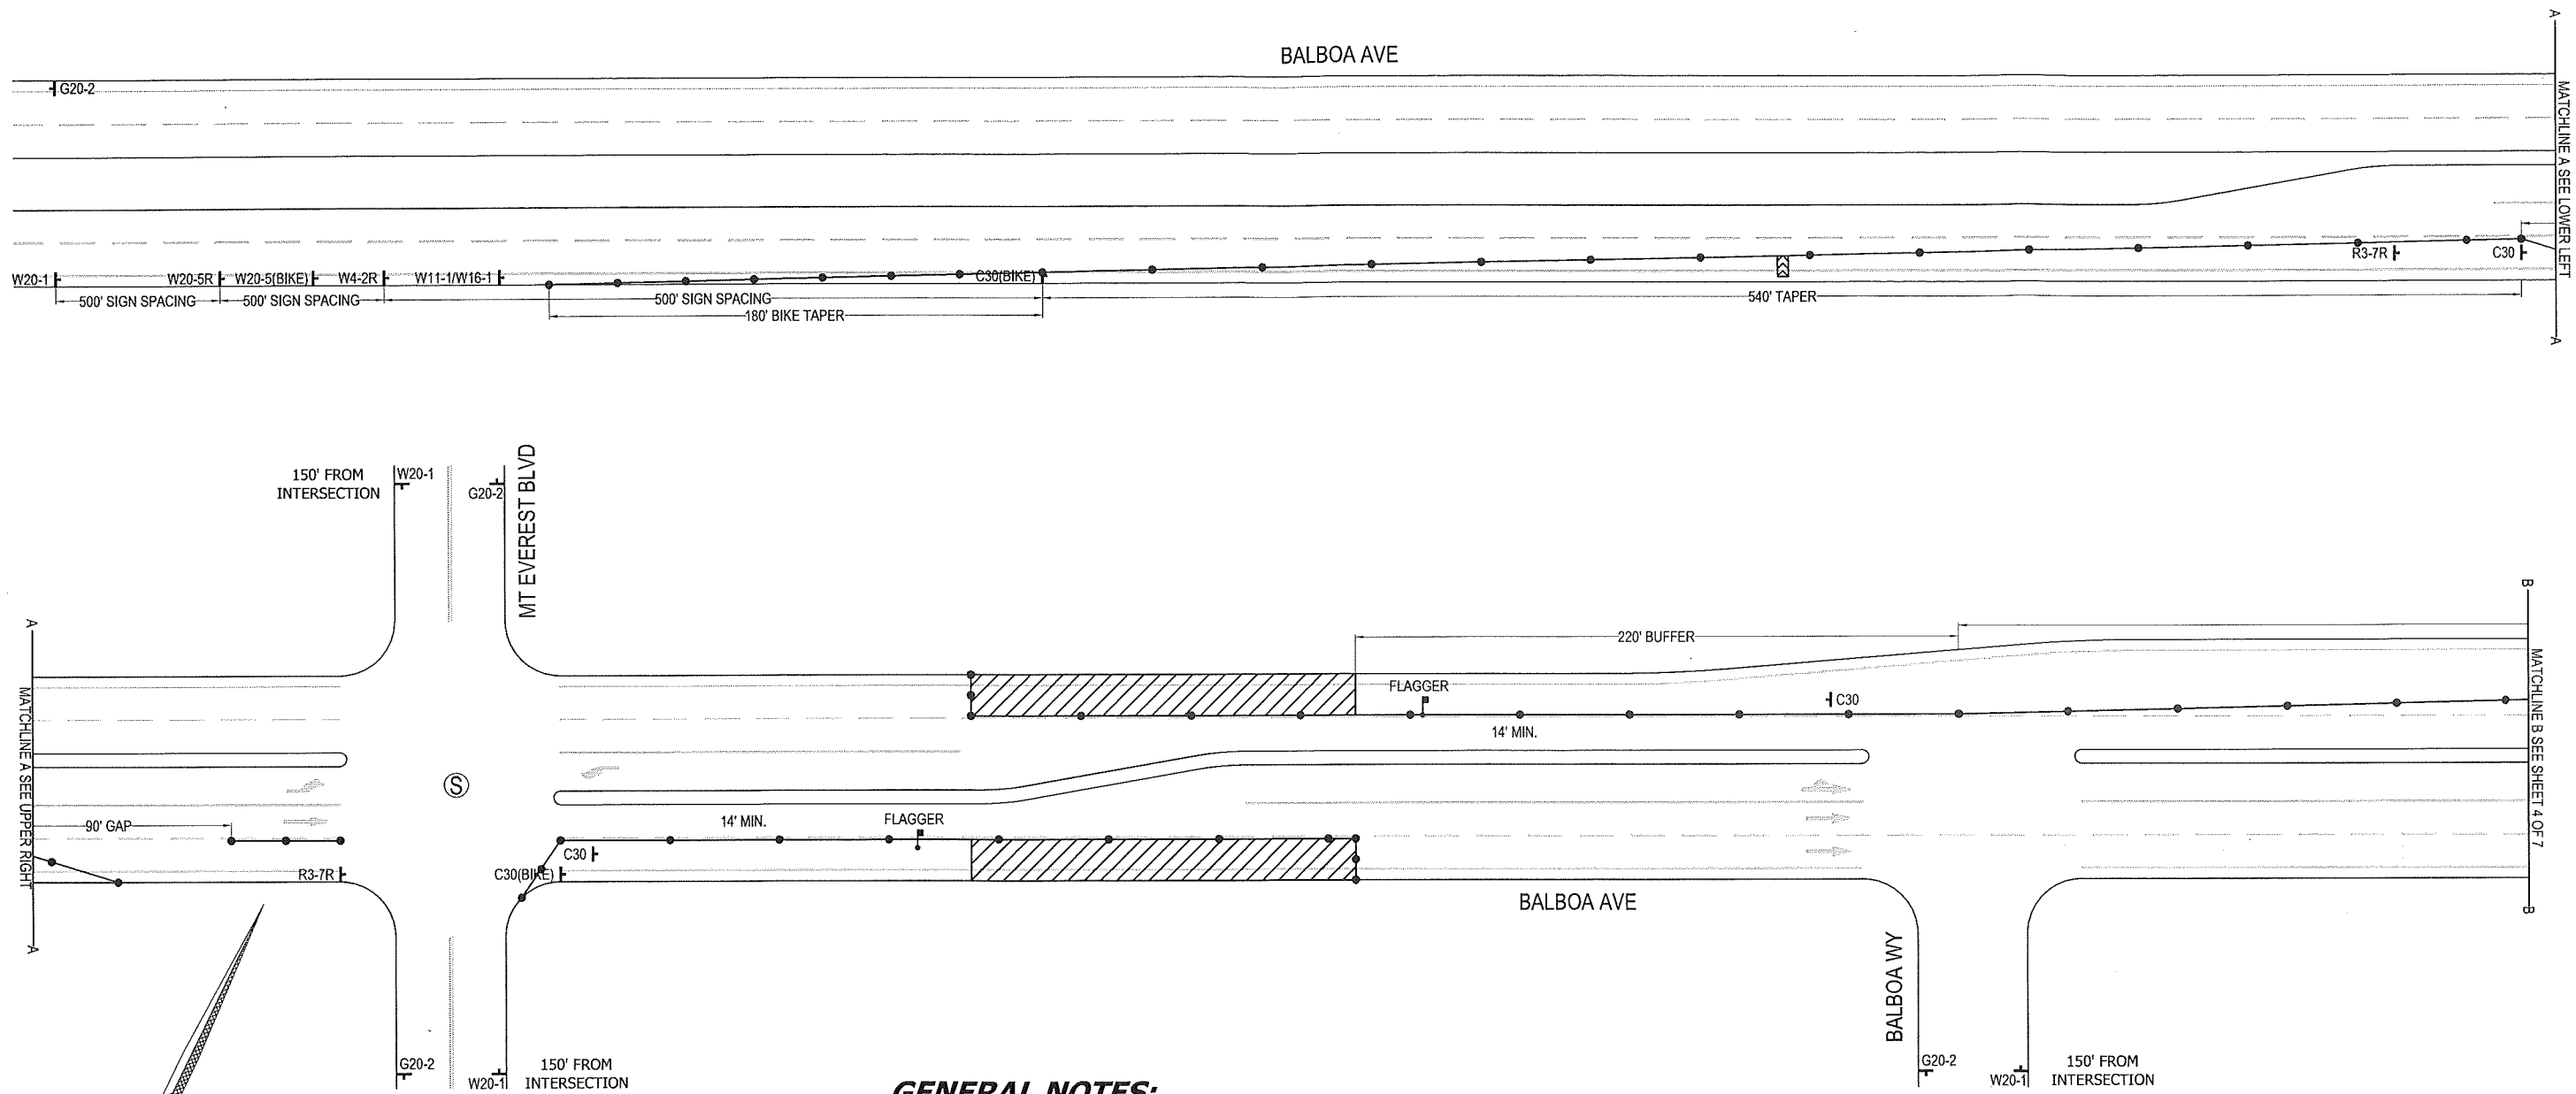 BALBOA AVE
A
G20-2
MATCHLINE A SEE LOWER LEFT
W20-1
W20-5R
W20-5(BIKE)
W4-2R
W11-1/W16-1
C30(BIKE)
R3-7R
C30
500' SIGN SPACING
500' SIGN SPACING
500' SIGN SPACING
540' TAPER
180' BIKE TAPER
A
150' FROM
INTERSECTION
W20-1
G20-2
MT EVEREST BLVD
B
A
220' BUFFER
MATCHLINE B SEE SHEET 4 OF 7
MATCHLINE A SEE UPPER RIGHT
FLAGGER
C30
14' MIN.
S
90' GAP
14' MIN.
FLAGGER
C30
R3-7R
C30(BIKE)
BALBOA AVE
B
A
BALBOA WY
G20-2
W20-1
150' FROM
INTERSECTION
G20-2
W20-1
150' FROM
INTERSECTION
GENERAL NOTES: